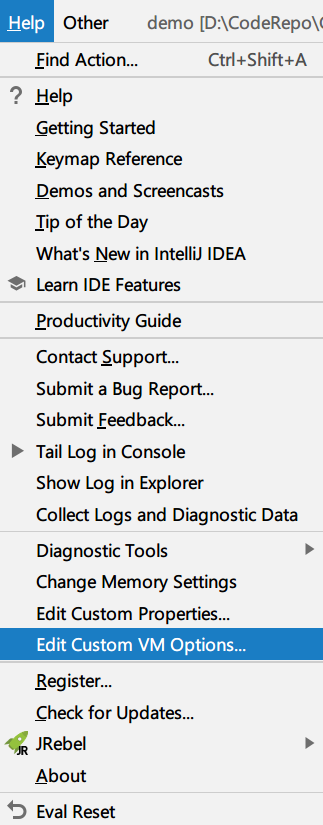 Help Other demo [D:\CodeRepo\
Find Action... Ctrl+Shift+A
? Help
Getting Started
Keymap Reference
Demos and Screencasts
Tip of the Day
What's New in IntelliJ IDEA
Learn IDE Features
Productivity Guide
Contact Support...
Submit a Bug Report...
Submit Feedback...
Tail Log in Console
Show Log in Explorer
Collect Logs and Diagnostic Data
Diagnostic Tools
Change Memory Settings
Edit Custom Properties...
Edit Custom VM Options...
Register...
Check for Updates...
JR JRebel
About
Eval Reset